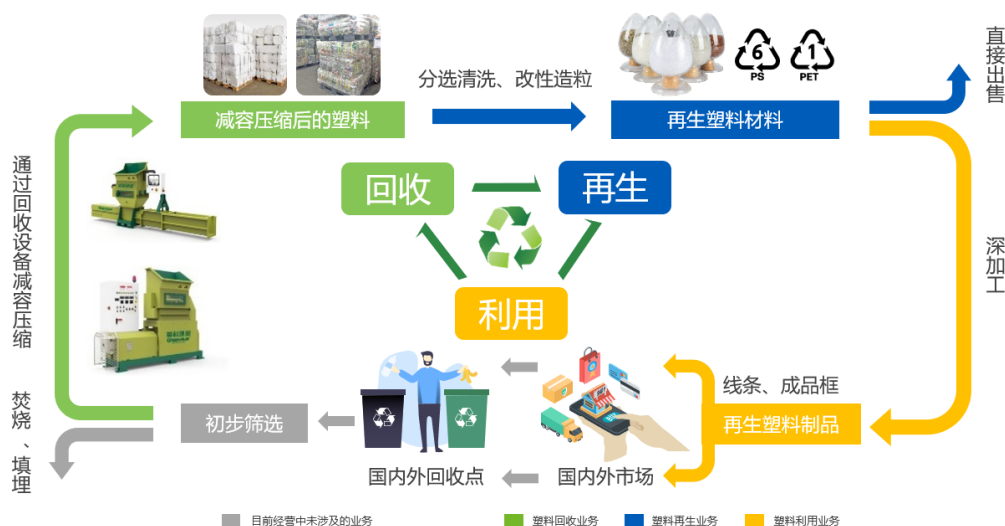 直接出售
分选清洗、改性造粒
6
PS
1
PET
减容压缩后的塑料
再生塑料材料
通过回收设备减容压缩
回收
再生
利用
深加工
线条、成品框
再生塑料制品
初步筛选
焚烧、填埋
国内外回收点
国内外市场
目前经营中未涉及的业务
塑料回收业务
塑料再生业务
塑料利用业务